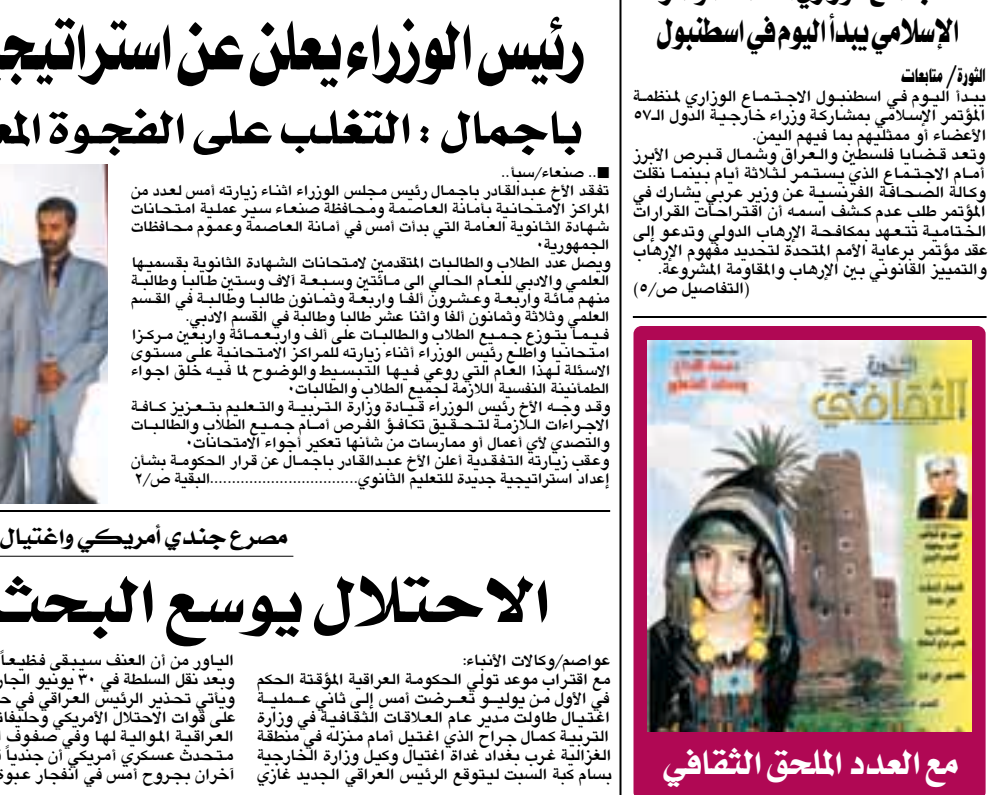 الإسلامي يبدأ اليوم في اسطنبول
الثورة/ متابعات
يبدأ اليوم في اسطنبول الاجتماع الوزاري لمنظمة
المؤتمر الإسلامي بمشاركة وزراء خارجية الدول الـ٥٧
الأعضاء أو ممثليهم بما فيهم اليمن.
وتعد قضايا فلسطين والعراق وشمال قبرص الأبرز
أمام الاجتماع الذي يستمر لثلاثة أيام بينما نقلت
وكالة الصحافة الفرنسية عن وزير عربي يشارك في
المؤتمر طلب عدم كشف اسمه أن اقتراحات القرارات
الختامية تتعهد بمكافحة الإرهاب الدولي وتدعو إلى
عقد مؤتمر برعاية الأمم المتحدة لتحديد مفهوم الإرهاب
والتمييز القانوني بين الإرهاب والمقاومة المشروعة.
(التفاصيل ص/٥)
الثورة
الثقافي
مع العدد الملحق الثقافي
رئيس الوزراء يعلن عن استراتيجي
باجمال : التغلب على الفجوة المع
■.. صنعاء/سبأ..
تفقد الأخ عبدالقادر باجمال رئيس مجلس الوزراء اثناء زيارته أمس لعدد من
المراكز الامتحانية بأمانة العاصمة ومحافظة صنعاء سير عملية امتحانات
شهادة الثانوية العامة التي بدأت أمس في أمانة العاصمة وعموم محافظات
الجمهورية٠
ويصل عدد الطلاب والطالبات المتقدمين لامتحانات الشهادة الثانوية بقسميها
العلمي والادبي للعام الحالي الى مائتين وسبعة آلاف وستين طالبا وطالبة
منهم مائة واربعة وعشرون ألفا واربعة وثمانون طالبا وطالبة في القسم
العلمي وثلاثة وثمانون ألفا واثنا عشر طالبا وطالبة في القسم الادبي.
فيما يتوزع جميع الطلاب والطالبات على ألف واربعمائة واربعين مركزا
امتحانيا واطلع رئيس الوزراء أثناء زيارته للمراكز الامتحانية على مستوى
الاسئلة لهذا العام التي روعي فيها التبسيط والوضوح لما فيه خلق اجواء
الطمأنينة النفسية اللازمة لجميع الطلاب والطالبات٠
وقد وجه الأخ رئيس الوزراء قيادة وزارة التربية والتعليم بتعزيز كافة
الاجراءات اللازمة لتحقيق تكافؤ الفرص أمام جميع الطلاب والطالبات
والتصدي لأي أعمال أو ممارسات من شأنها تعكير أجواء الامتحانات٠
وعقب زيارته التفقدية أعلن الأخ عبدالقادر باجمال عن قرار الحكومة بشأن
إعداد استراتيجية جديدة للتعليم الثانوي..................................البقية ص/٢
مصرع جندي أمريكي واغتيال
الاحتلال يوسع البحث
عواصم/وكالات الأنباء:
مع اقتراب موعد تولي الحكومة العراقية المؤقتة الحكم
في الأول من يوليو تعرضت أمس إلى ثاني عملية
اغتيال طاولت مدير عام العلاقات الثقافية في وزارة
التربية كمال جراح الذي اغتيل أمام منزله في منطقة
الغزالية غرب بغداد غداة اغتيال وكيل وزارة الخارجية
بسام كبة السبت ليتوقع الرئيس العراقي الجديد غازي
الياور من أن العنف سيبقى فظيعاً
وبعد نقل السلطة في ٣٠ يونيو الجار
ويأتي تحذير الرئيس العراقي في ح
على قوات الاحتلال الأمريكي وحليفات
العراقية الموالية لها وفي صفوف ا
متحدث عسكري أمريكي أن جندياً أ
آخران بجروح أمس في انفجار عبوة